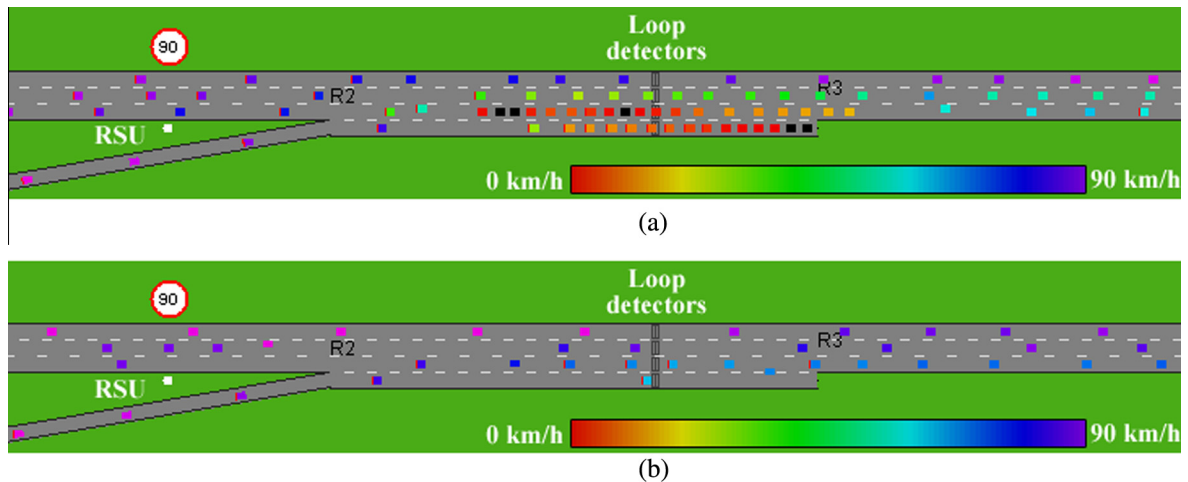 Loop
detectors
90
R2
R3
RSU
0 km/h
90 km/h
(a)
Loop
detectors
90
R2
R3
RSU
0 km/h
90 km/h
(b)